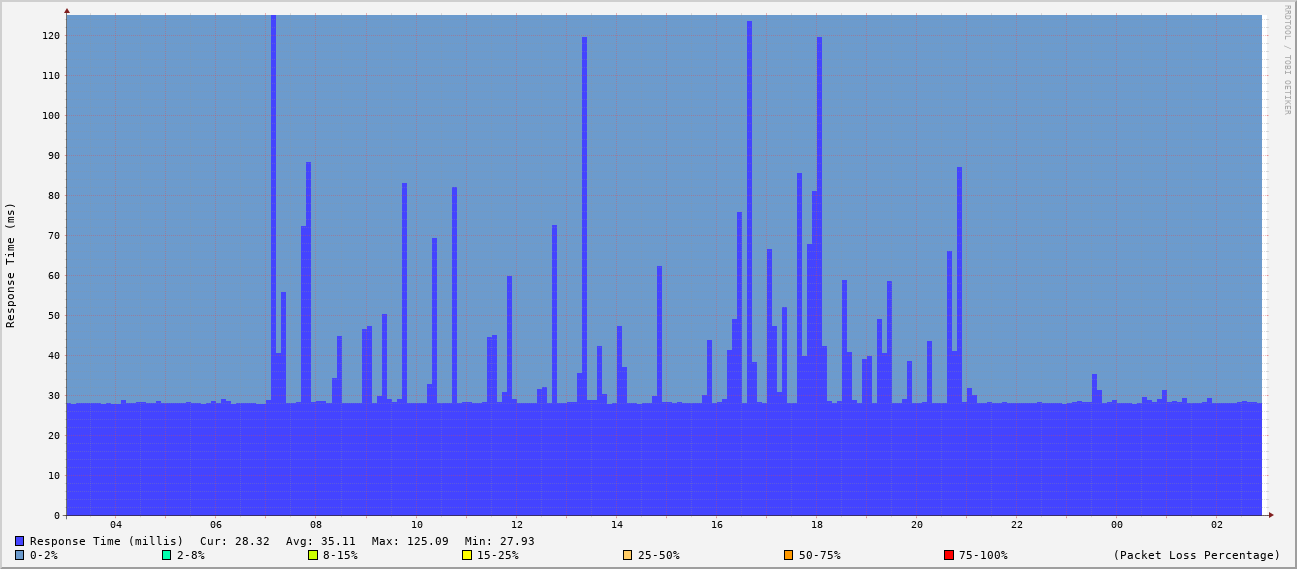 RRDTOOL / TOBI OETIKER
Response Time (ms)
120
110
100
90
80
70
60
50
40
30
20
10
0
04 06 08 10 12 14 16 18 20 22 00 02
Response Time (millis) Cur: 28.32 Avg: 35.11 Max: 125.09 Min: 27.93
0-2% 2-8% 8-15% 15-25% 25-50% 50-75% 75-100% (Packet Loss Percentage)